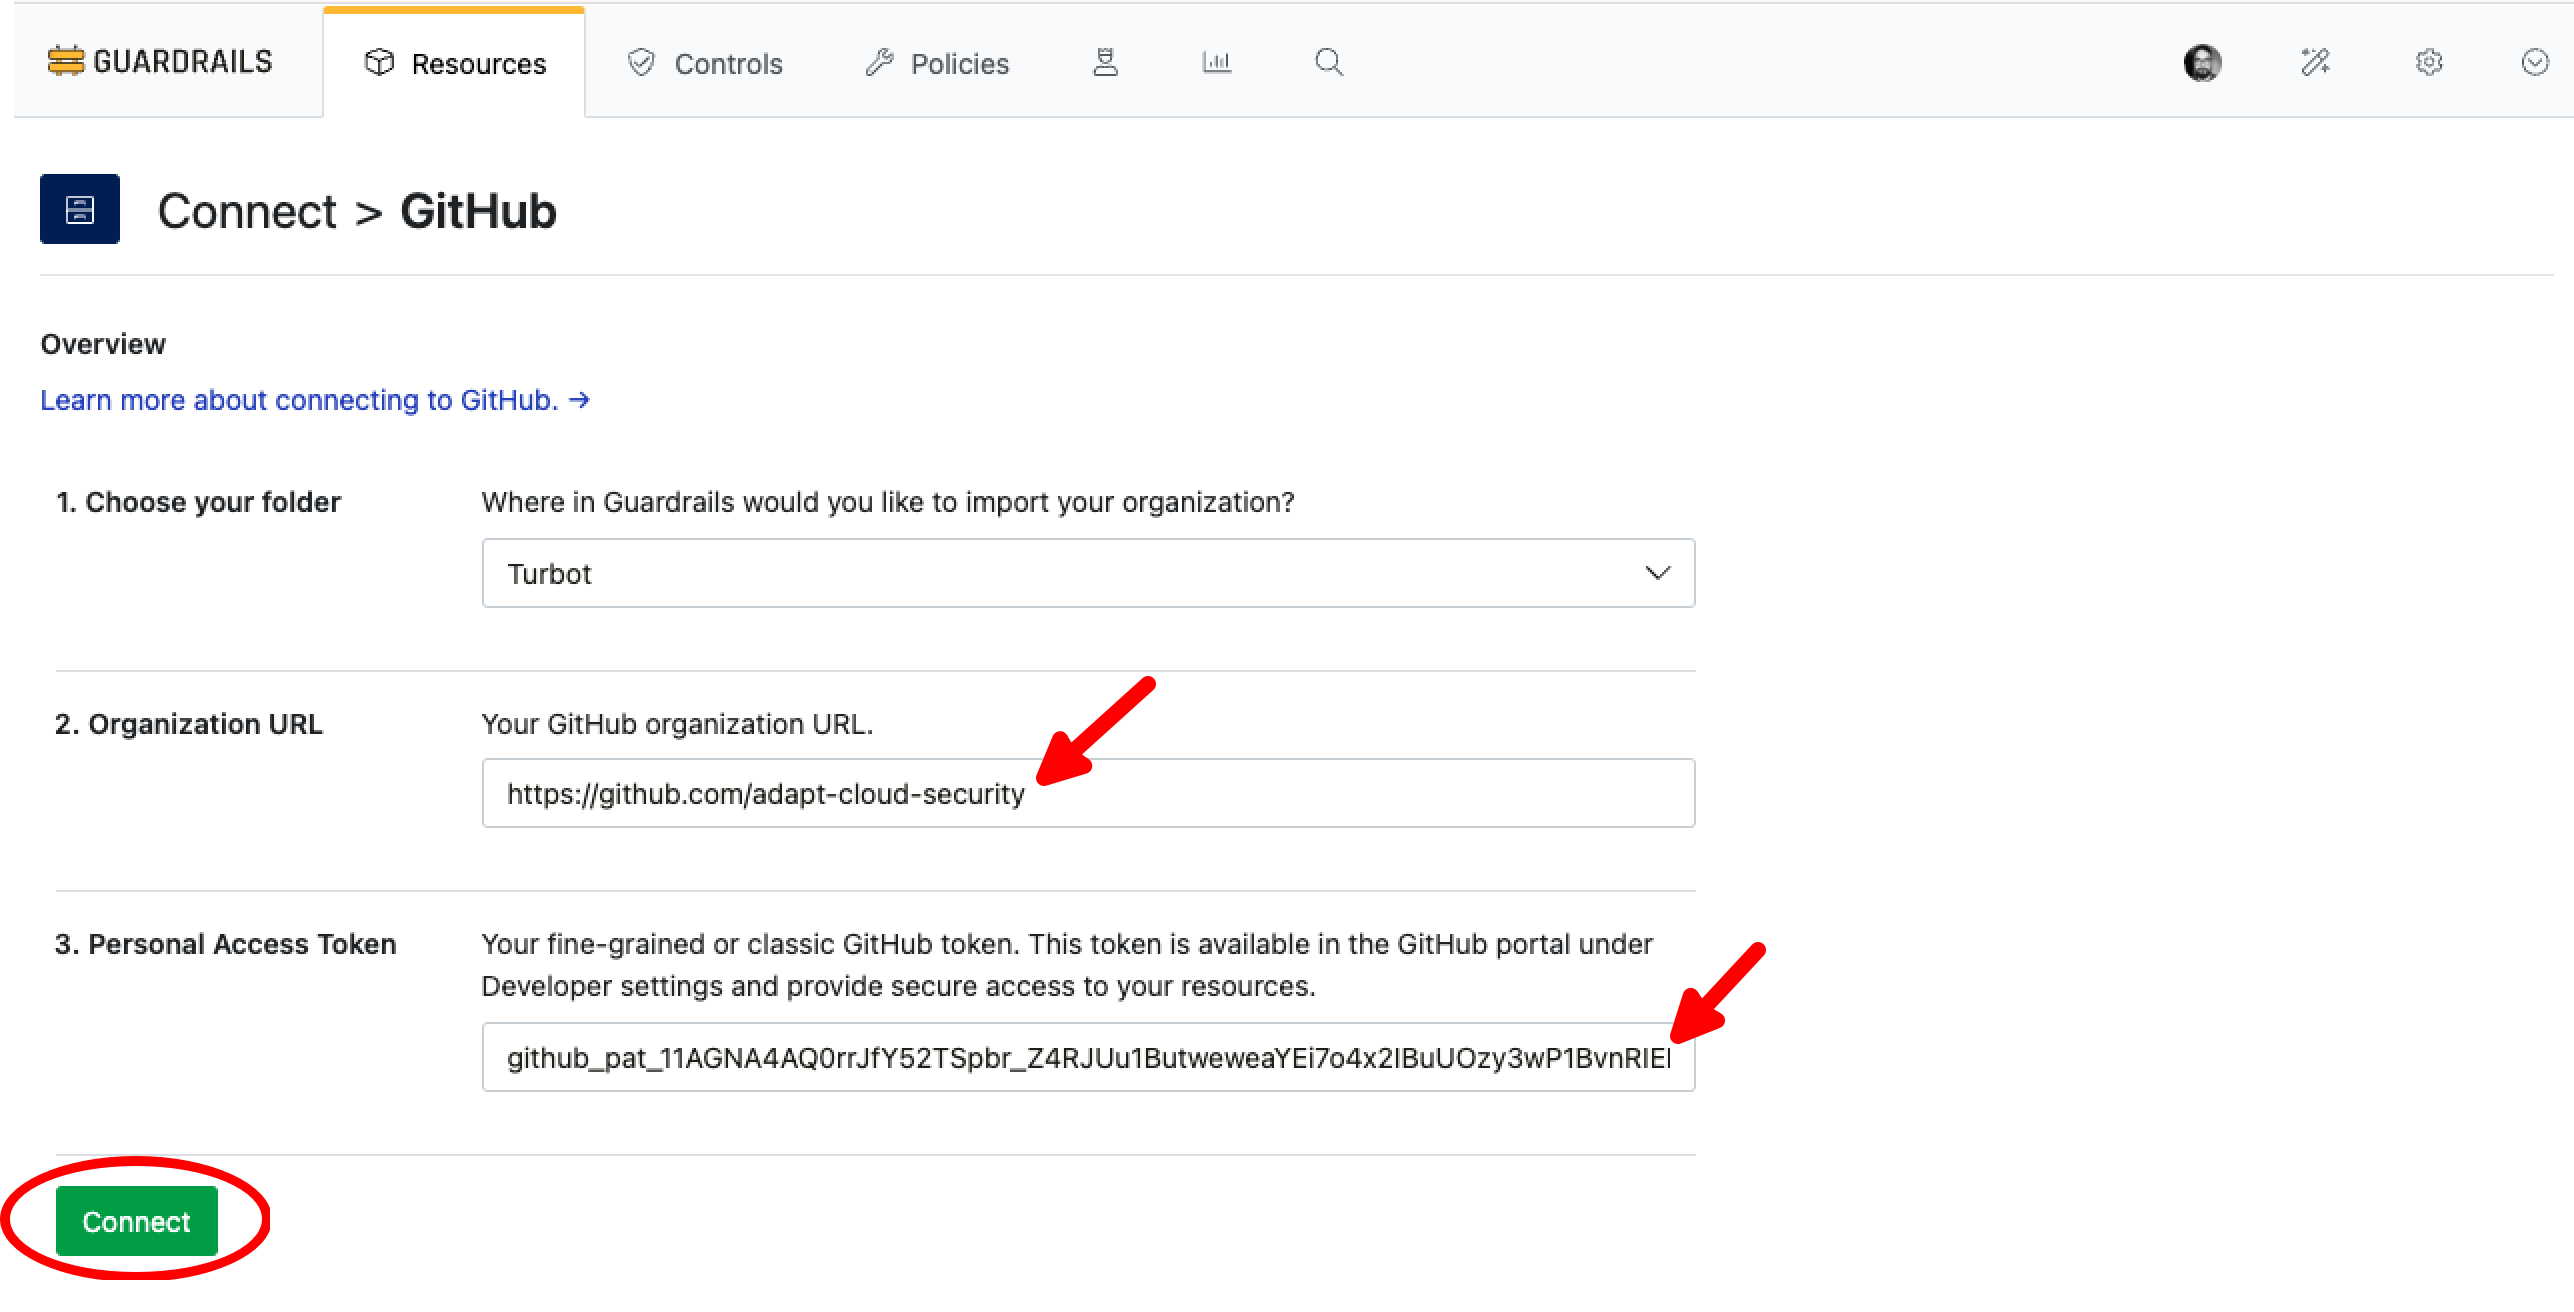 GUARDRAILS
Resources
Controls
Policies
Connect > GitHub
Overview
Learn more about connecting to GitHub. →
1. Choose your folder
Where in Guardrails would you like to import your organization?
Turbot
2. Organization URL
Your GitHub organization URL.
https://github.com/adapt-cloud-security
3. Personal Access Token
Your fine-grained or classic GitHub token. This token is available in the GitHub portal under
Developer settings and provide secure access to your resources.
Connect